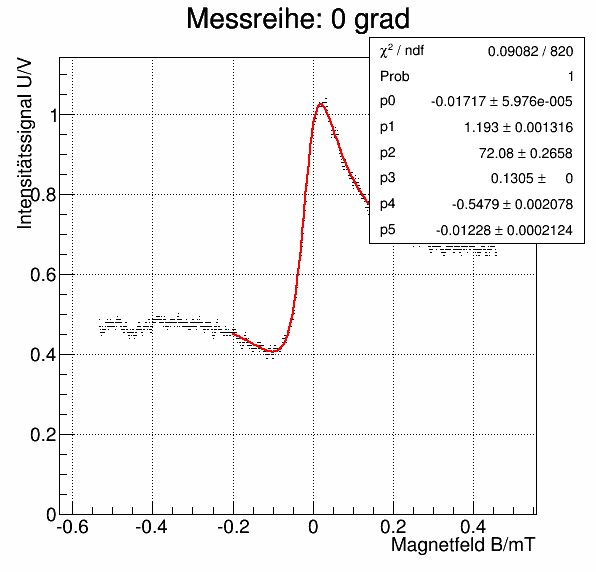 Messreihe: 0 grad
χ² / ndf 0.09082 / 820
Prob 1
p0 -0.01717 ± 5.976e-005
p1 1.193 ± 0.001316
p2 72.08 ± 0.2658
p3 0.1305 ± 0
p4 -0.5479 ± 0.002078
p5 -0.01228 ± 0.0002124
Intensitätssignal U/V
1
0.8
0.6
0.4
0.2
0
-0.6 -0.4 -0.2 0 0.2 0.4
Magnetfeld B/mT